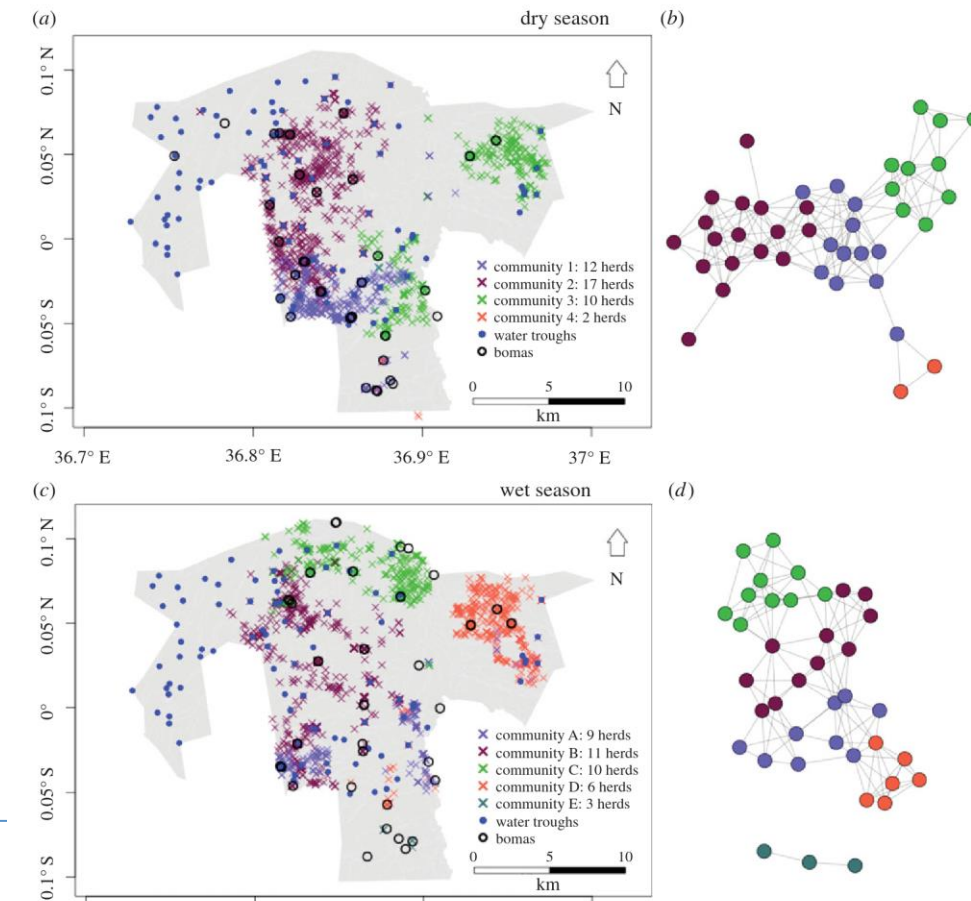 (a)
dry season
(b)
0.1° N
0.05° N
0°
0.05° S
0.1° S
N
community 1: 12 herds
community 2: 17 herds
community 3: 10 herds
community 4: 2 herds
water troughs
bomas
0 5 10
km
36.7° E 36.8° E 36.9° E 37° E
(c)
wet season
(d)
0.1° N
0.05° N
0°
0.05° S
0.1° S
N
community A: 9 herds
community B: 11 herds
community C: 10 herds
community D: 6 herds
community E: 3 herds
water troughs
bomas
0 5 10
km